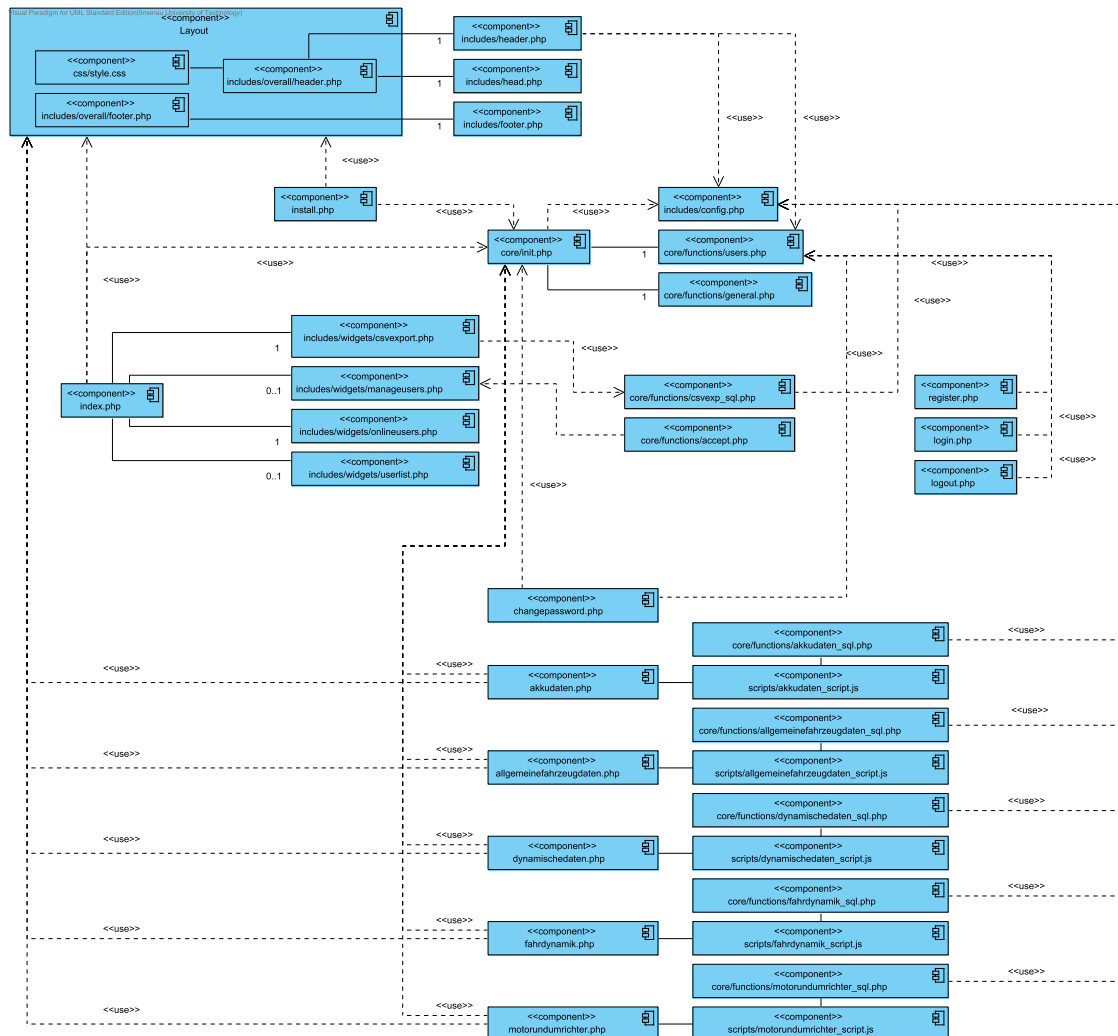 Visual Paradigm for UML Standard Edition(Ilmenau University of Technology)
<<component>>
Layout
<<component>>
css/style.css
<<component>>
includes/overall/header.php
<<component>>
includes/overall/footer.php
1
<<component>>
includes/header.php
1
<<component>>
includes/head.php
1
<<component>>
includes/footer.php
<<use>>
<<use>>
<<use>>
<<component>>
install.php
<<use>>
<<use>>
<<component>>
includes/config.php
<<component>>
core/init.php
1
<<component>>
core/functions/users.php
<<use>>
<<use>>
<<use>>
1
<<component>>
core/functions/general.php
<<use>>
<<component>>
includes/widgets/csvexport.php
1
<<use>>
<<use>>
<<component>>
index.php
0..1
<<component>>
includes/widgets/manageusers.php
<<component>>
core/functions/csvexp_sql.php
<<component>>
register.php
<<use>>
1
<<component>>
includes/widgets/onlineusers.php
<<component>>
core/functions/accept.php
<<component>>
login.php
<<use>>
0..1
<<component>>
includes/widgets/userlist.php
<<use>>
<<component>>
logout.php
<<use>>
<<component>>
changepassword.php
<<component>>
core/functions/akkudaten_sql.php
<<use>>
<<use>>
<<use>>
<<component>>
akkudaten.php
<<component>>
scripts/akkudaten_script.js
<<component>>
core/functions/allgemeinefahrzeugdaten_sql.php
<<use>>
<<use>>
<<use>>
<<component>>
allgemeinefahrzeugdaten.php
<<component>>
scripts/allgemeinefahrzeugdaten_script.js
<<component>>
core/functions/dynamischedaten_sql.php
<<use>>
<<use>>
<<use>>
<<component>>
dynamischedaten.php
<<component>>
scripts/dynamischedaten_script.js
<<component>>
core/functions/fahrdynamik_sql.php
<<use>>
<<use>>
<<use>>
<<component>>
fahrdynamik.php
<<component>>
scripts/fahrdynamik_script.js
<<component>>
core/functions/motorundumrichter_sql.php
<<use>>
<<use>>
<<use>>
<<component>>
motorundumrichter.php
<<component>>
scripts/motorundumrichter_script.js